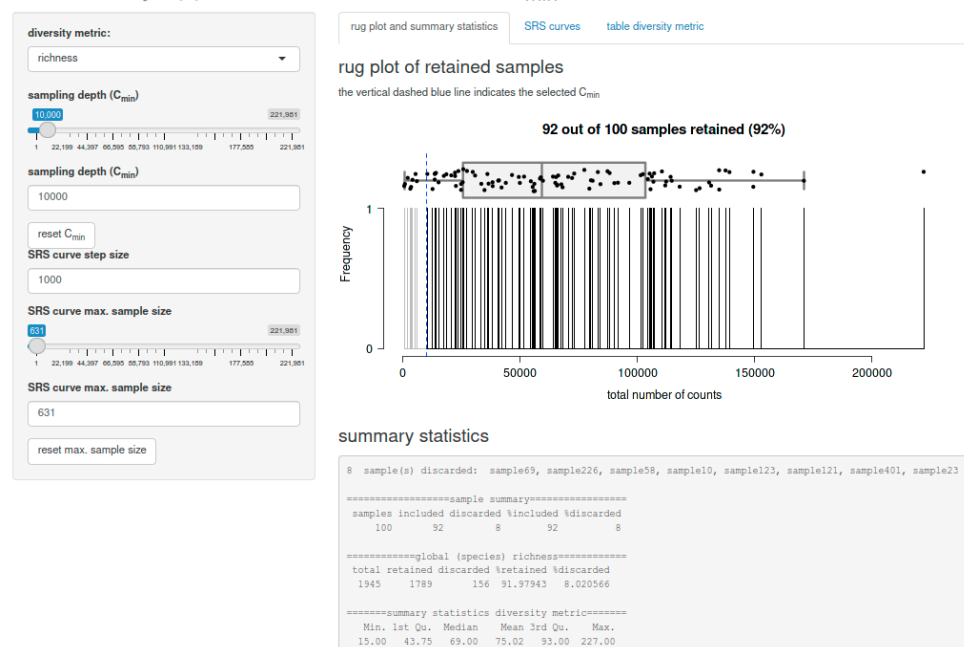 diversity metric:
richness
sampling depth (Cmin)
10,000 221,981
1 22,199 44,397 66,595 88,793 110,991 133,189 177,585 221,981
sampling depth (Cmin)
10000
reset Cmin
SRS curve step size
1000
SRS curve max. sample size
631 221,981
1 22,199 44,397 66,595 88,793 110,991 133,189 177,585 221,981
SRS curve max. sample size
631
reset max. sample size
rug plot and summary statistics SRS curves table diversity metric
rug plot of retained samples
the vertical dashed blue line indicates the selected Cmin
92 out of 100 samples retained (92%)
Frequency
1
0
0 50000 100000 150000 200000
total number of counts
summary statistics
8 sample(s) discarded: sample69, sample226, sample58, sample10, sample123, sample121, sample401, sample23
==================sample summary=================
samples included discarded %included %discarded
100 92 8 92 8
============global (species) richness============
total retained discarded %retained %discarded
1945 1789 156 91.97943 8.020566
=======summary statistics diversity metric=======
Min. 1st Qu. Median Mean 3rd Qu. Max.
15.00 43.75 69.00 75.02 93.00 227.00